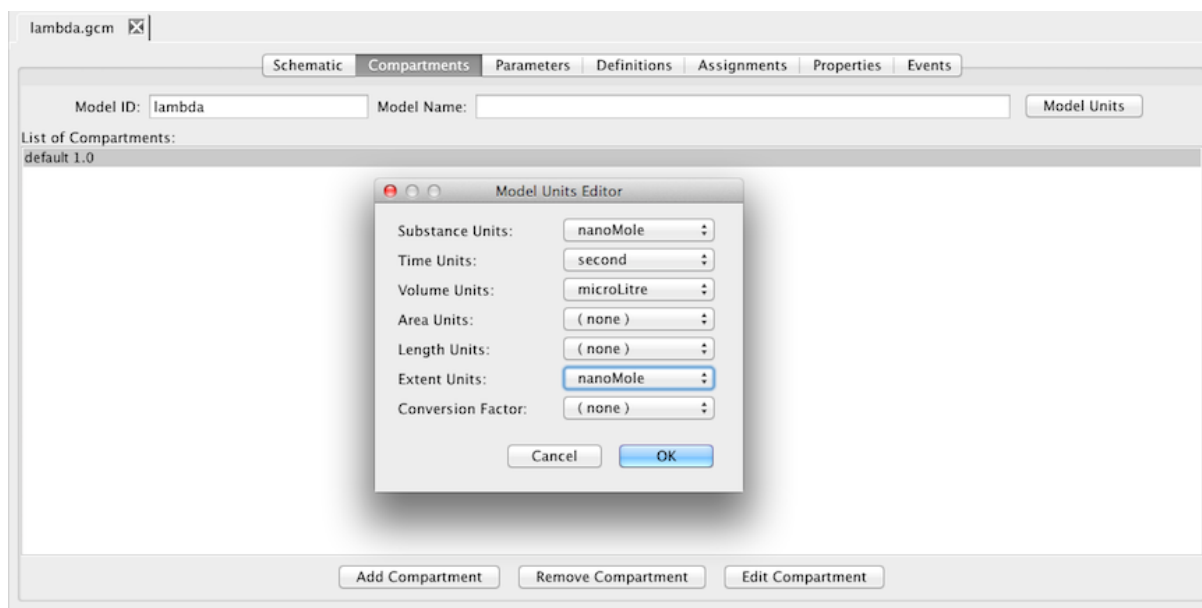 lambda.gcm
Schematic Compartments Parameters Definitions Assignments Properties Events
Model ID: lambda Model Name: Model Units
List of Compartments:
default 1.0
Model Units Editor
Substance Units: nanoMole
Time Units: second
Volume Units: microLitre
Area Units: ( none )
Length Units: ( none )
Extent Units: nanoMole
Conversion Factor: ( none )
Cancel OK
Add Compartment Remove Compartment Edit Compartment